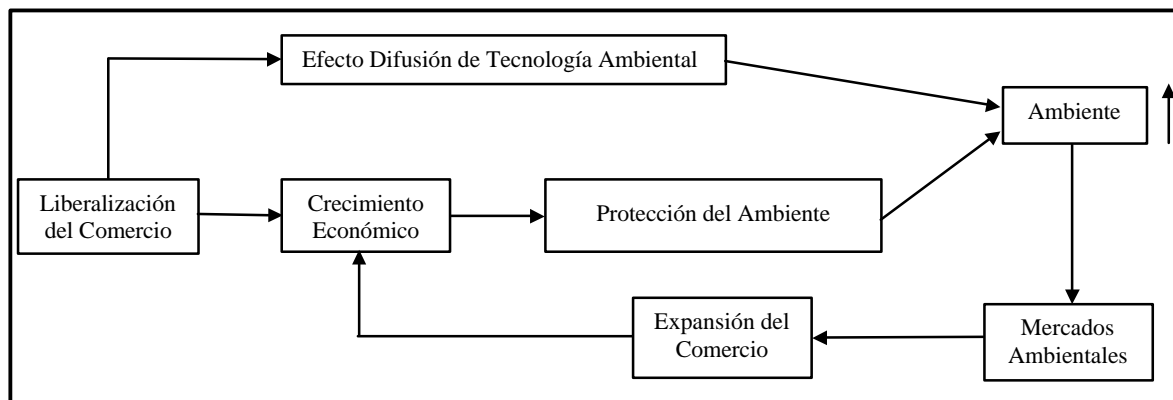 Efecto Difusión de Tecnología Ambiental
Ambiente
Liberalización
del Comercio
Crecimiento
Económico
Protección del Ambiente
Expansión del
Comercio
Mercados
Ambientales